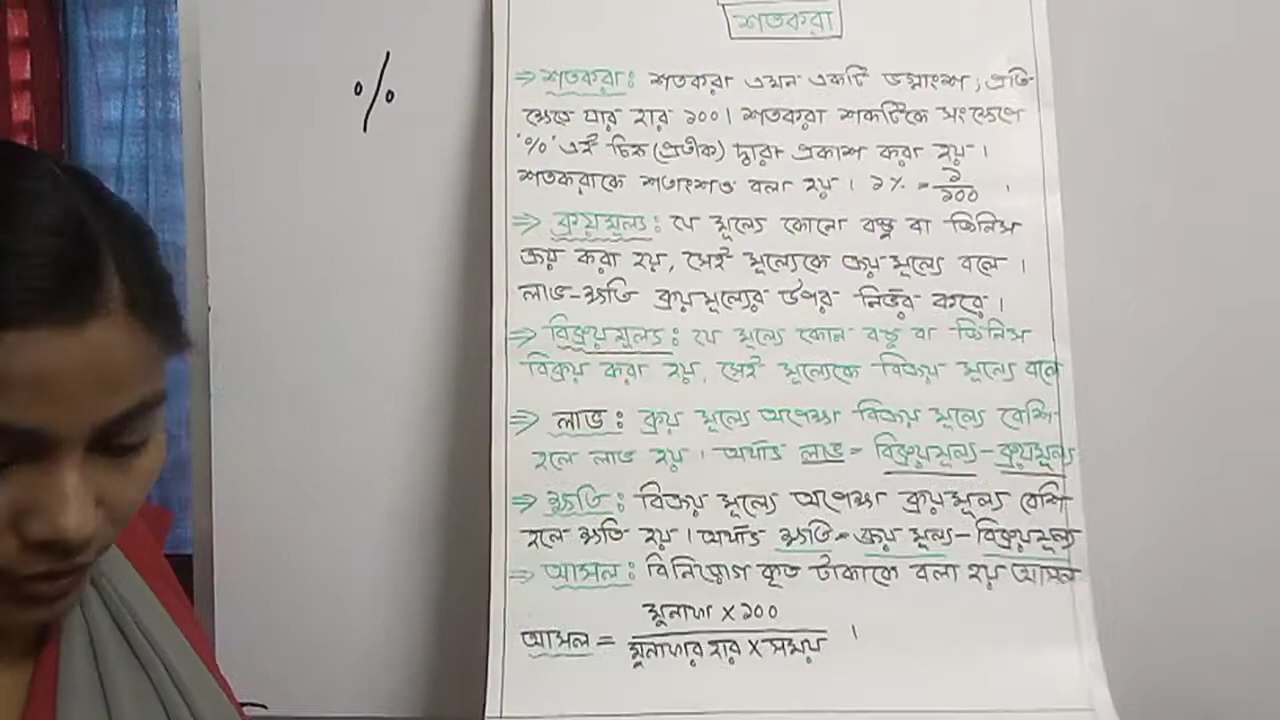 শতকরা
%
⇒ শতকরা: শতকরা এমন একটি ভগ্নাংশ, প্রতি
ক্ষেত্রে যার হার ১০০। শতকরা শব্দটিকে সংক্ষেপে
'%' এই চিহ্ন (প্রতীক) দ্বারা প্রকাশ করা হয়।
শতকরাকে শতাংশও বলা হয়। ১% = ১/১০০ ।
⇒ ক্রয়মূল্য: যে মূল্যে কোনো বস্তু বা জিনিস
ক্রয় করা হয়, সেই মূল্যেকে ক্রয় মূল্যে বলে।
লাভ-ক্ষতি ক্রয়মূল্যের উপর নির্ভর করে।
⇒ বিক্রয়মূল্য: যে মূল্যে কোন বস্তু বা জিনিস
বিক্রয় করা হয়, সেই মূল্যেকে বিক্রয় মূল্যে বলে
⇒ লাভ: ক্রয় মূল্যে অপেক্ষা বিক্রয় মূল্যে বেশি
হলে লাভ হয়। অর্থাৎ লাভ = বিক্রয়মূল্য - ক্রয়মূল্য
⇒ ক্ষতি: বিক্রয় মূল্যে অপেক্ষা ক্রয়মূল্য বেশি
হলে ক্ষতি হয়। অর্থাৎ ক্ষতি = ক্রয় মূল্য - বিক্রয়মূল্য
⇒ আসল: বিনিয়োগ কৃত টাকাকে বলা হয় আসল
মুনাফা × ১০০
আসল = ―――― ।
মুনাফার হার × সময়